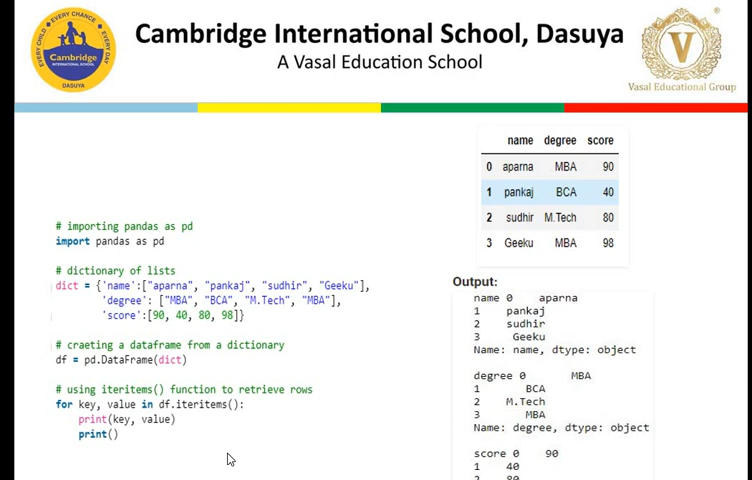 EVERY CHILD • EVERY CHANCE • EVERY DAY
Cambridge
INTERNATIONAL SCHOOL
DASUYA
Cambridge International School, Dasuya
A Vasal Education School
V
®
Vasal Educational Group
name degree score
0 aparna MBA 90
1 pankaj BCA 40
2 sudhir M.Tech 80
3 Geeku MBA 98
# importing pandas as pd
import pandas as pd
# dictionary of lists
dict = {'name':["aparna", "pankaj", "sudhir", "Geeku"],
'degree': ["MBA", "BCA", "M.Tech", "MBA"],
'score':[90, 40, 80, 98]}
# craeting a dataframe from a dictionary
df = pd.DataFrame(dict)
# using iteritems() function to retrieve rows
for key, value in df.iteritems():
print(key, value)
print()
Output:
name 0 aparna
1 pankaj
2 sudhir
3 Geeku
Name: name, dtype: object
degree 0 MBA
1 BCA
2 M.Tech
3 MBA
Name: degree, dtype: object
score 0 90
1 40
2 80